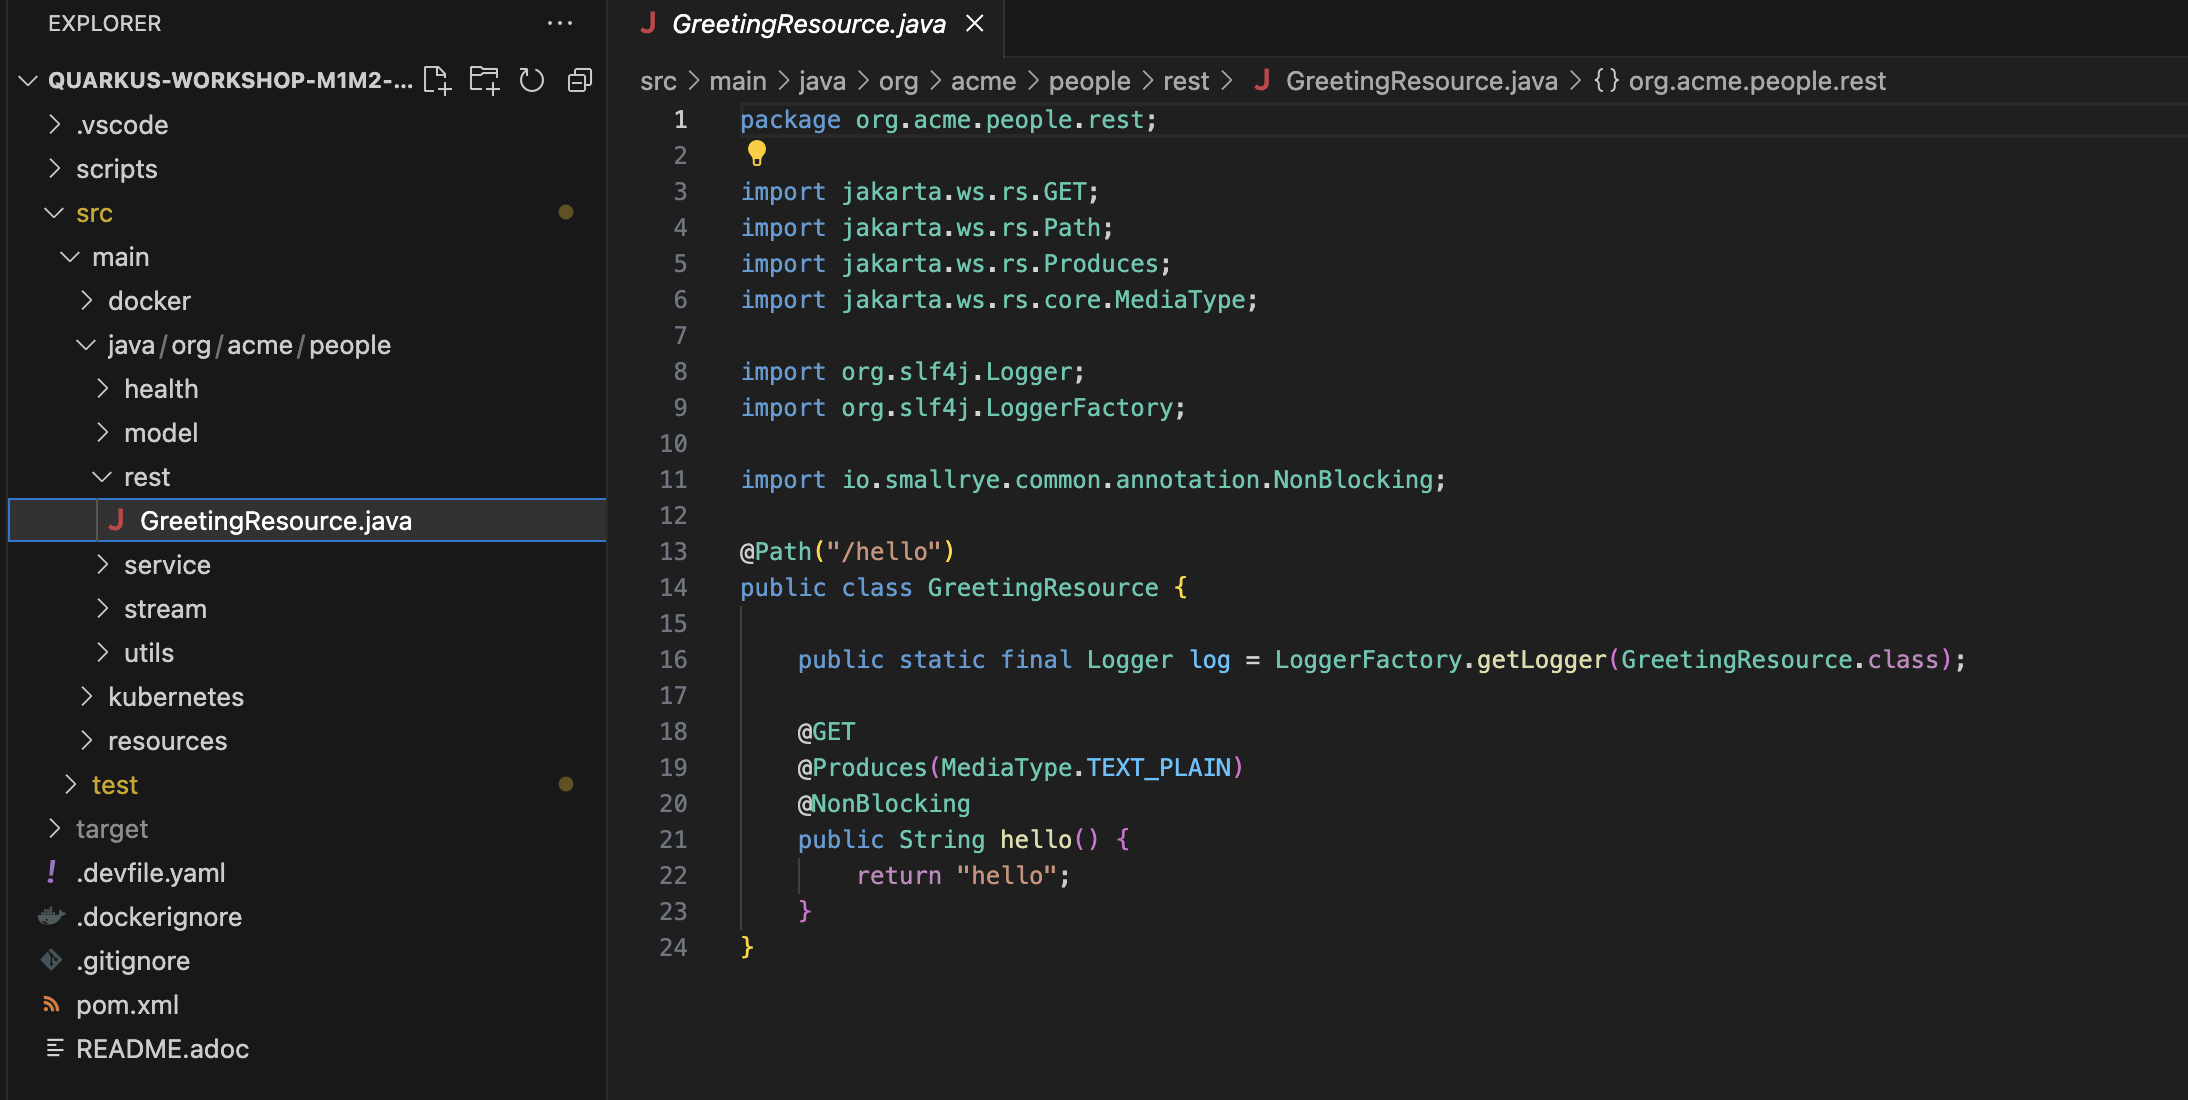 EXPLORER
QUARKUS-WORKSHOP-M1M2-...
.vscode
scripts
src
main
docker
java/org/acme/people
health
model
rest
GreetingResource.java
service
stream
utils
kubernetes
resources
test
target
.devfile.yaml
.dockerignore
.gitignore
pom.xml
README.adoc
GreetingResource.java
src > main > java > org > acme > people > rest > GreetingResource.java > {} org.acme.people.rest
1 package org.acme.people.rest;
2
3 import jakarta.ws.rs.GET;
4 import jakarta.ws.rs.Path;
5 import jakarta.ws.rs.Produces;
6 import jakarta.ws.rs.core.MediaType;
7
8 import org.slf4j.Logger;
9 import org.slf4j.LoggerFactory;
10
11 import io.smallrye.common.annotation.NonBlocking;
12
13 @Path("/hello")
14 public class GreetingResource {
15
16     public static final Logger log = LoggerFactory.getLogger(GreetingResource.class);
17
18     @GET
19     @Produces(MediaType.TEXT_PLAIN)
20     @NonBlocking
21     public String hello() {
22         return "hello";
23     }
24 }